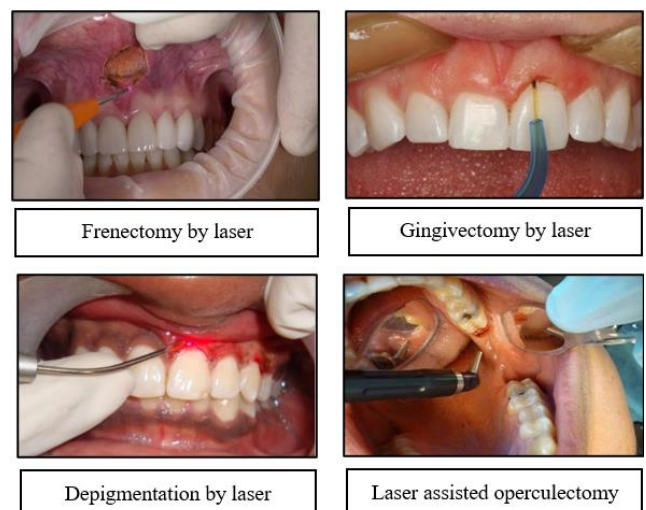 Frenectomy by laser
Gingivectomy by laser
Depigmentation by laser
Laser assisted operculectomy